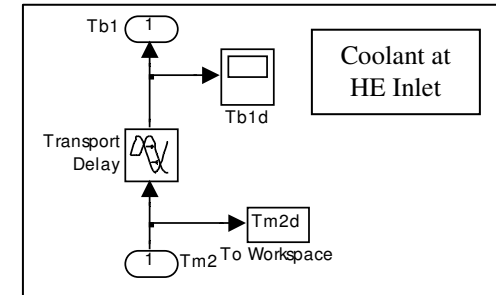 Tb1
1
Coolant at
HE Inlet
Tb1d
Transport
Delay
Tm2d
1
Tm2
To Workspace